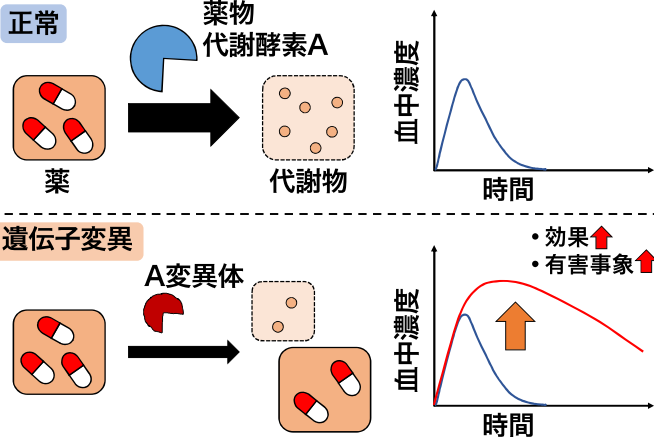 正常
薬物
代謝酵素A
薬
代謝物
血中濃度
時間
遺伝子変異
A変異体
血中濃度
• 効果
• 有害事象
時間